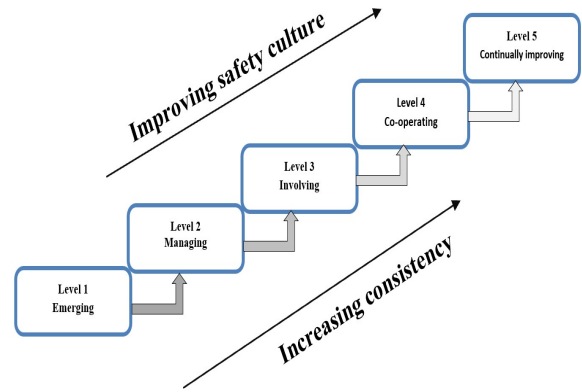 Improving safety culture
Level 5
Continually improving
Level 4
Co-operating
Level 3
Involving
Level 2
Managing
Level 1
Emerging
Increasing consistency